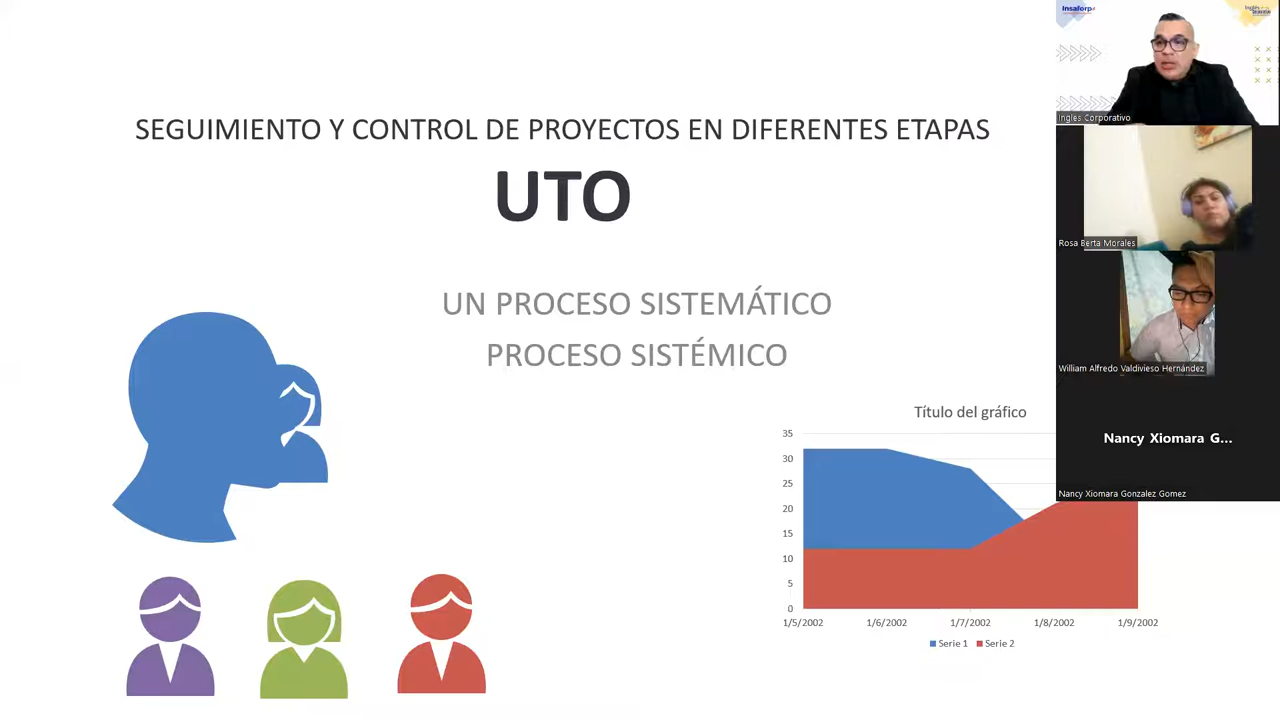 SEGUIMIENTO Y CONTROL DE PROYECTOS EN DIFERENTES ETAPAS
UTO
UN PROCESO SISTEMÁTICO
PROCESO SISTÉMICO
Título del gráfico
35
30
25
20
15
10
5
0
1/5/2002 1/6/2002 1/7/2002 1/8/2002 1/9/2002
Serie 1 Serie 2
Insaforp
Ingles Corporativo
Rosa Berta Morales
William Alfredo Valdivieso Hernández
Nancy Xiomara G...
Nancy Xiomara Gonzalez Gomez